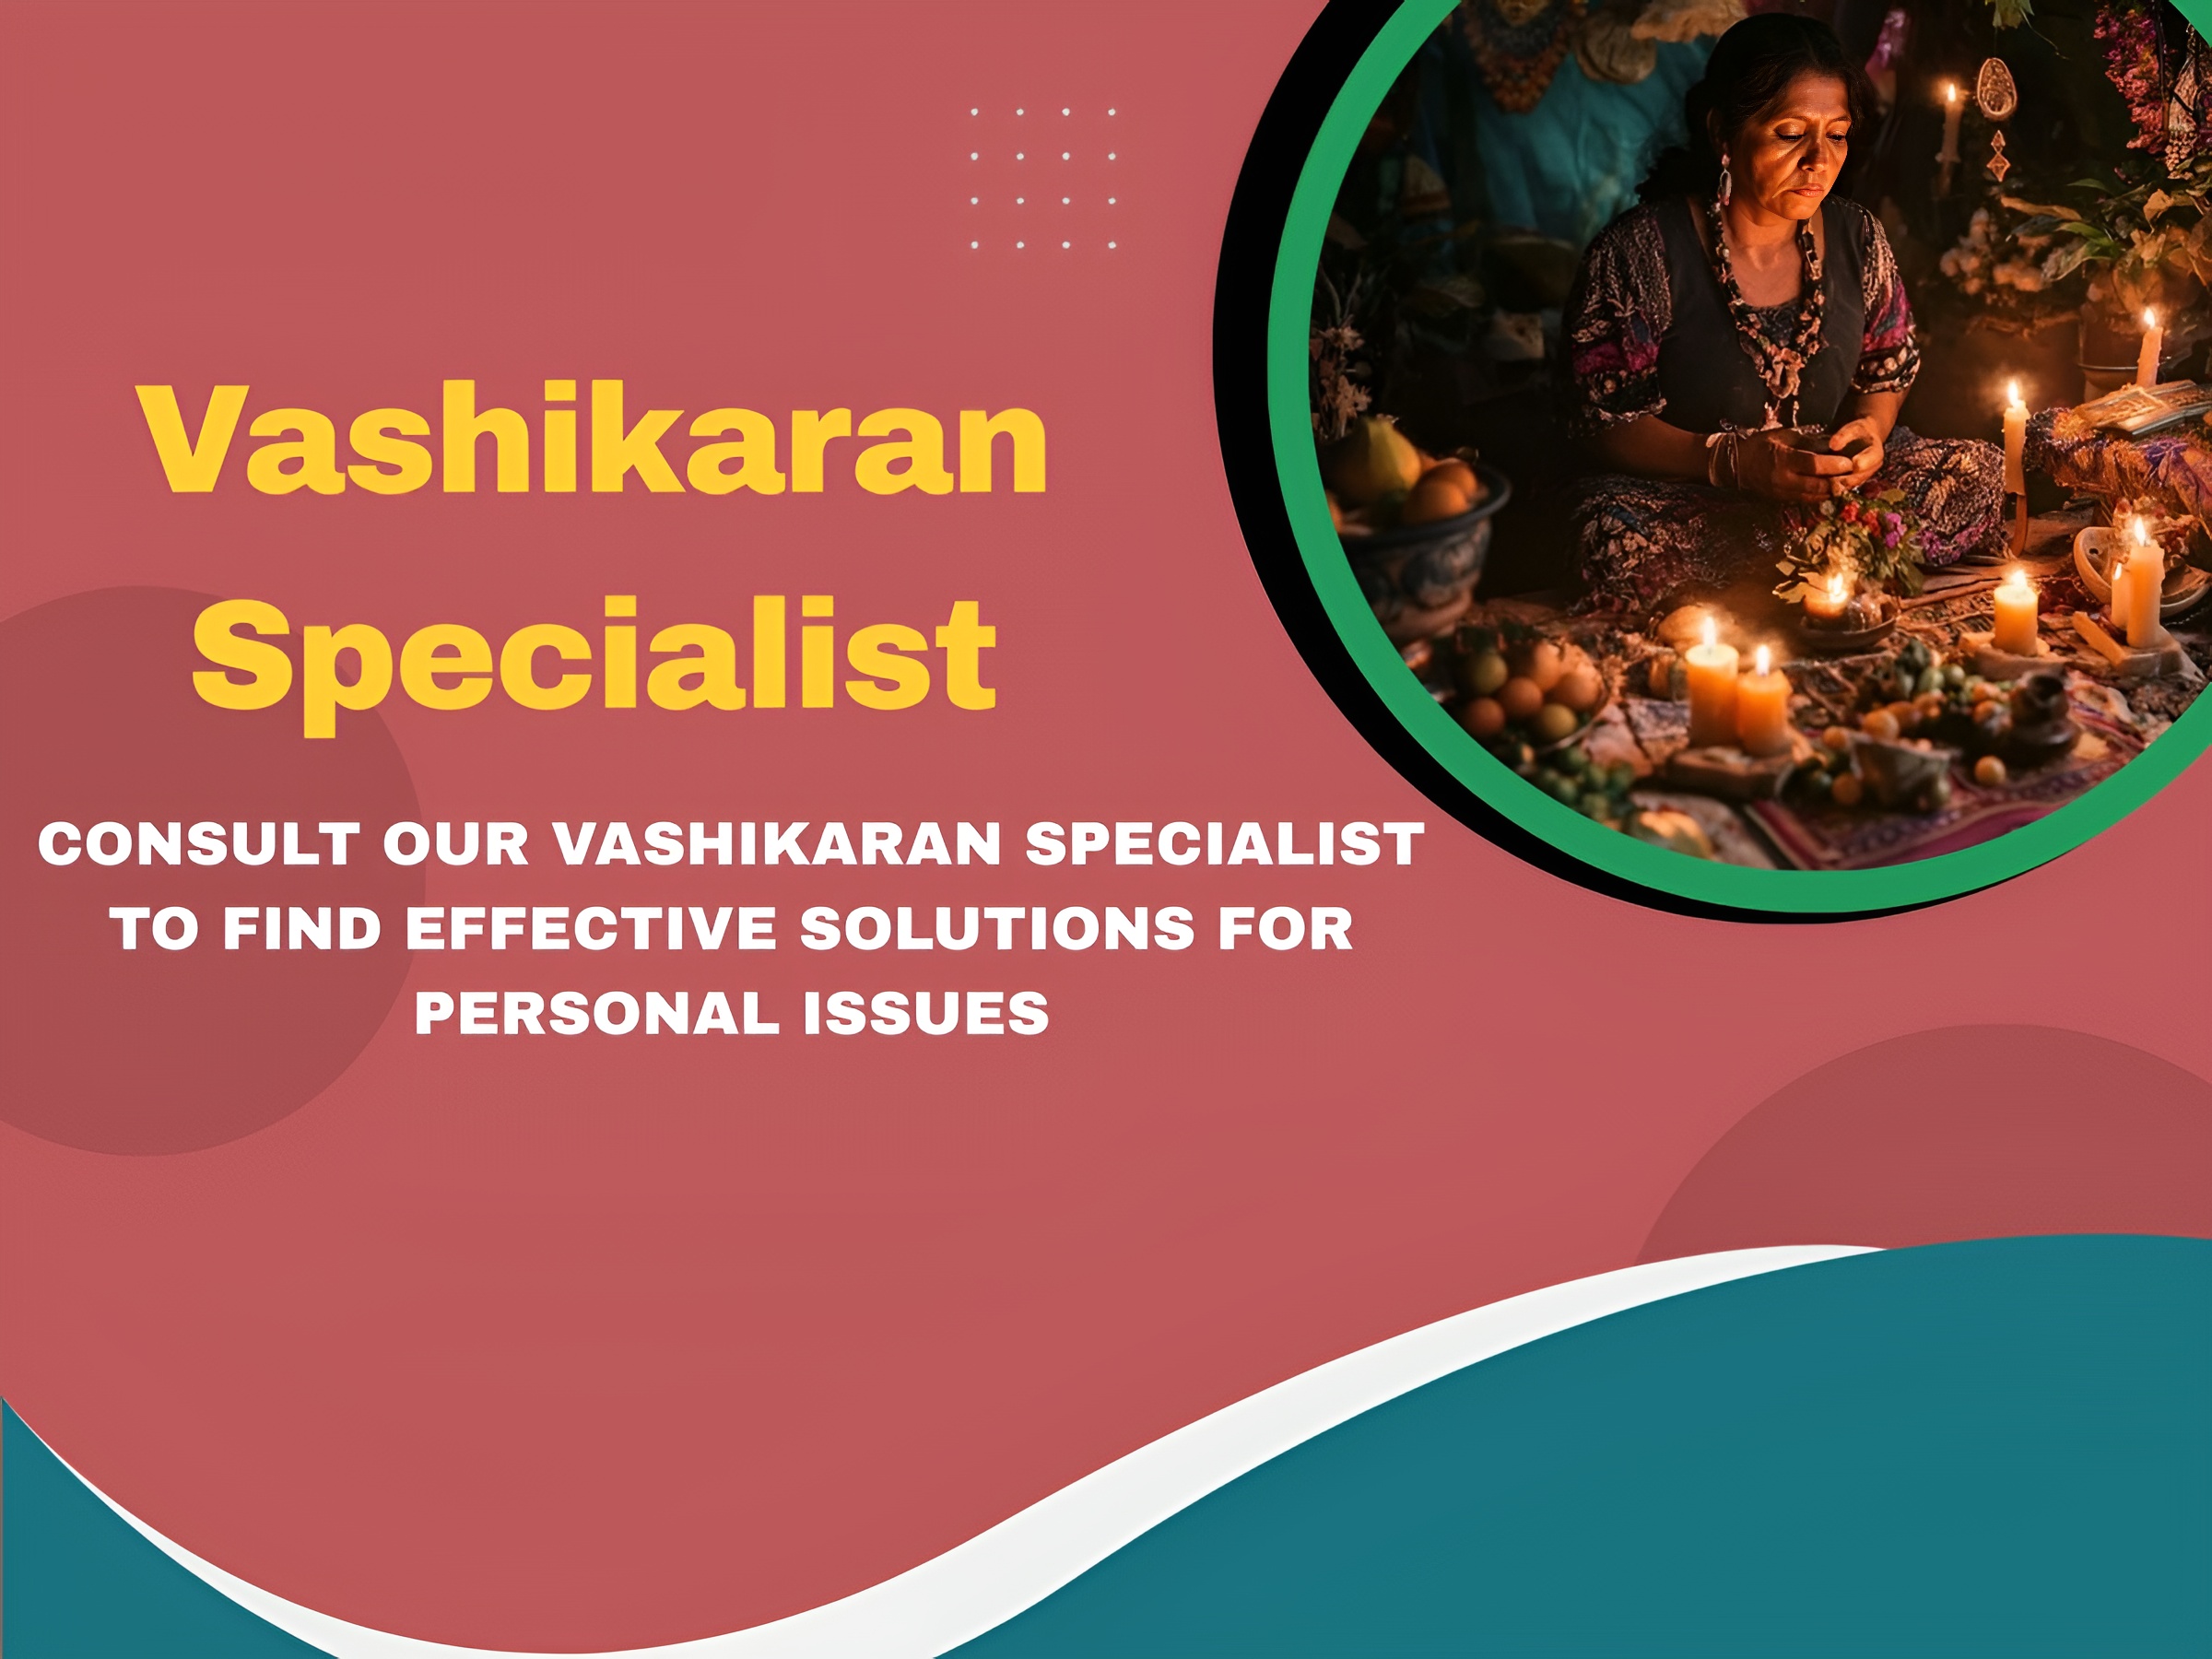 Vashikaran
Specialist
CONSULT OUR VASHIKARAN SPECIALIST
TO FIND EFFECTIVE SOLUTIONS FOR
PERSONAL ISSUES